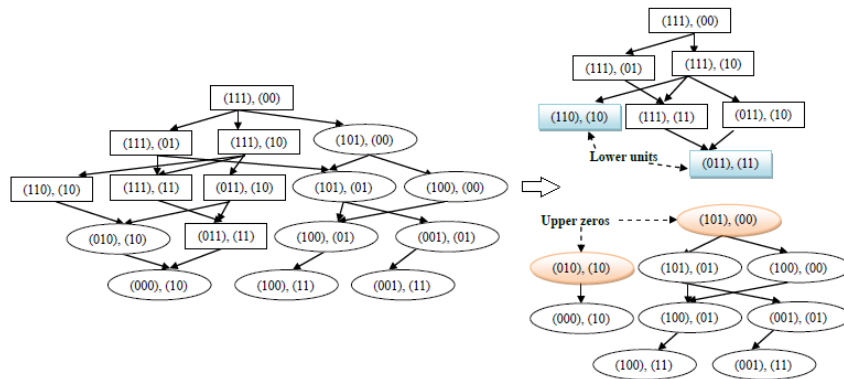 (111), (00)
(111), (01) (111), (10) (101), (00)
(110), (10) (111), (11) (011), (10) (101), (01) (100), (00)
(010), (10) (011), (11) (100), (01) (001), (01)
(000), (10) (100), (11) (001), (11)
(111), (00)
(111), (01) (111), (10)
(110), (10) (111), (11) (011), (10)
Lower units
(011), (11)
Upper zeros
(101), (00)
(010), (10) (101), (01) (100), (00)
(000), (10) (100), (01) (001), (01)
(100), (11) (001), (11)